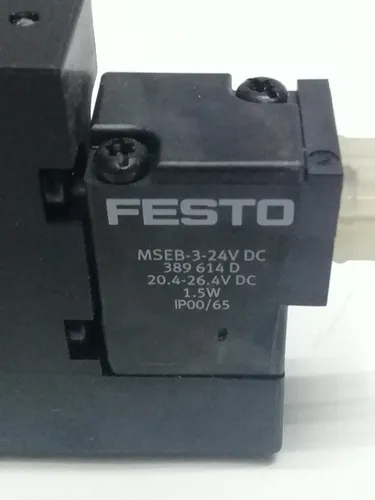 FESTO
MSEB-3-24V DC
389 614 D
20.4-26.4V DC
1.5W
IP00/65